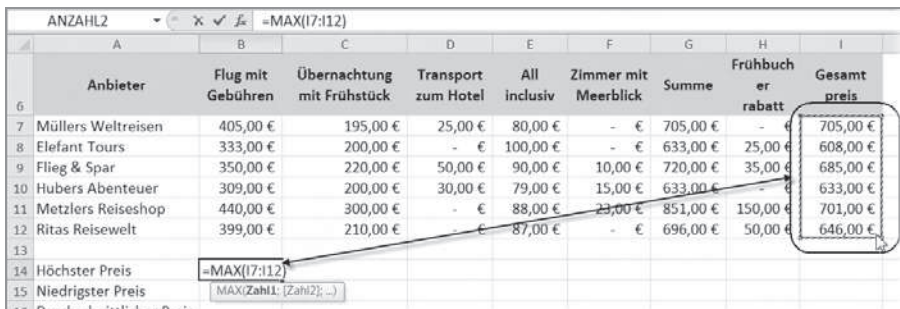 ANZAHL2 =MAX(I7:I12)
A B C D E F G H I
6 Anbieter Flug mit Gebühren Übernachtung mit Frühstück Transport zum Hotel All inclusiv Zimmer mit Meerblick Summe Frühbuch er rabatt Gesamt preis
7 Müllers Weltreisen 405,00 € 195,00 € 25,00 € 80,00 € - € 705,00 € - € 705,00 €
8 Elefant Tours 333,00 € 200,00 € - € 100,00 € - € 633,00 € 25,00 € 608,00 €
9 Flieg & Spar 350,00 € 220,00 € 50,00 € 90,00 € 10,00 € 720,00 € 35,00 € 685,00 €
10 Hubers Abenteuer 309,00 € 200,00 € 30,00 € 79,00 € 15,00 € 633,00 € - € 633,00 €
11 Metzlers Reiseshop 440,00 € 300,00 € - € 88,00 € 23,00 € 851,00 € 150,00 € 701,00 €
12 Ritas Reisewelt 399,00 € 210,00 € - € 87,00 € - € 696,00 € 50,00 € 646,00 €
13
14 Höchster Preis =MAX(I7:I12)
15 Niedrigster Preis MAX(Zahl1; [Zahl2]; ...)